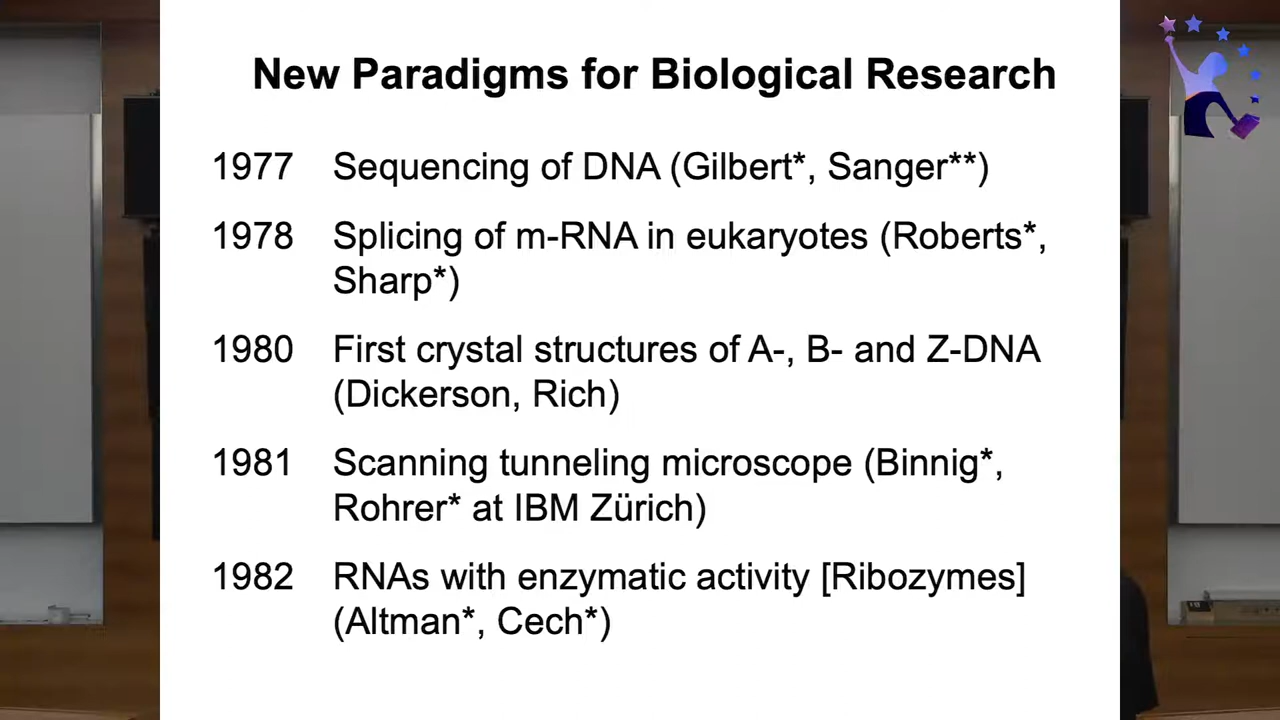 New Paradigms for Biological Research
1977 Sequencing of DNA (Gilbert*, Sanger**)
1978 Splicing of m-RNA in eukaryotes (Roberts*,
Sharp*)
1980 First crystal structures of A-, B- and Z-DNA
(Dickerson, Rich)
1981 Scanning tunneling microscope (Binnig*,
Rohrer* at IBM Zürich)
1982 RNAs with enzymatic activity [Ribozymes]
(Altman*, Cech*)